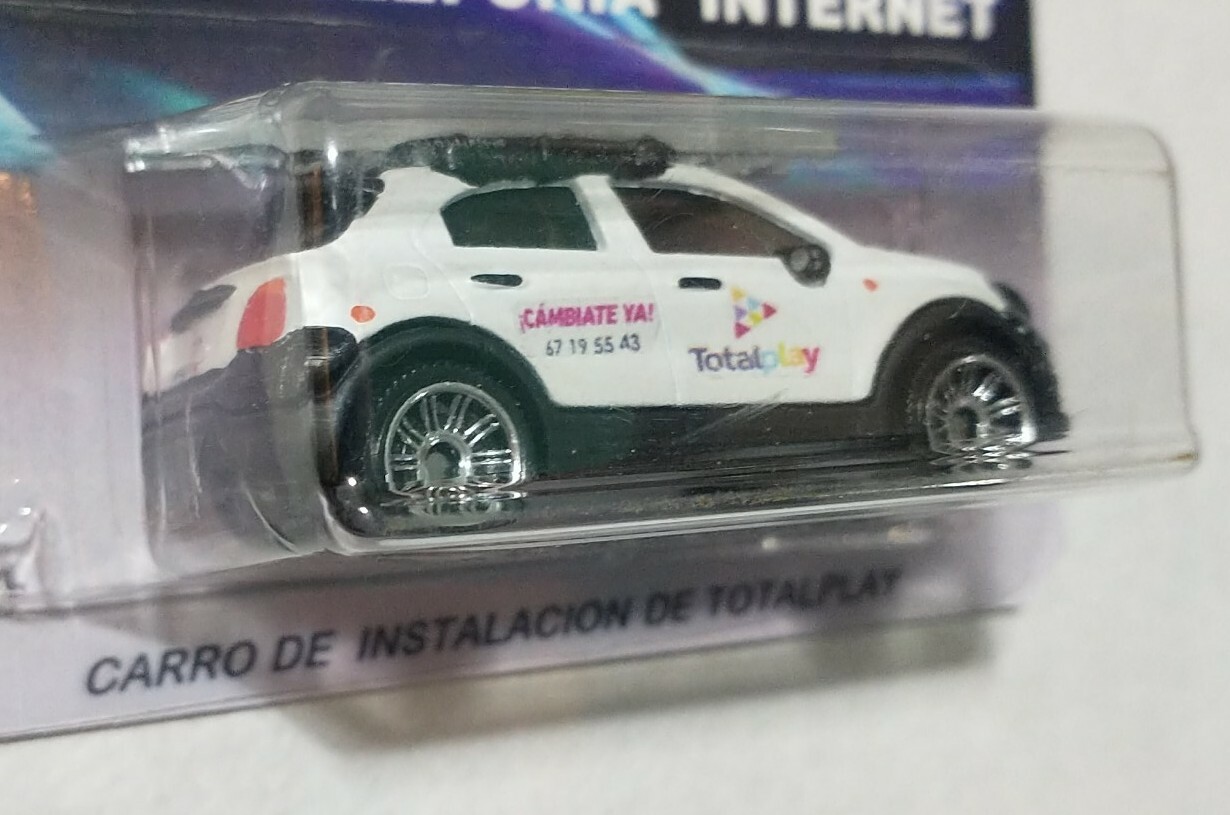 INTERNET
¡CÁMBIATE YA!
67 19 55 43
Totalplay
CARRO DE INSTALACION DE TOTALPLAY